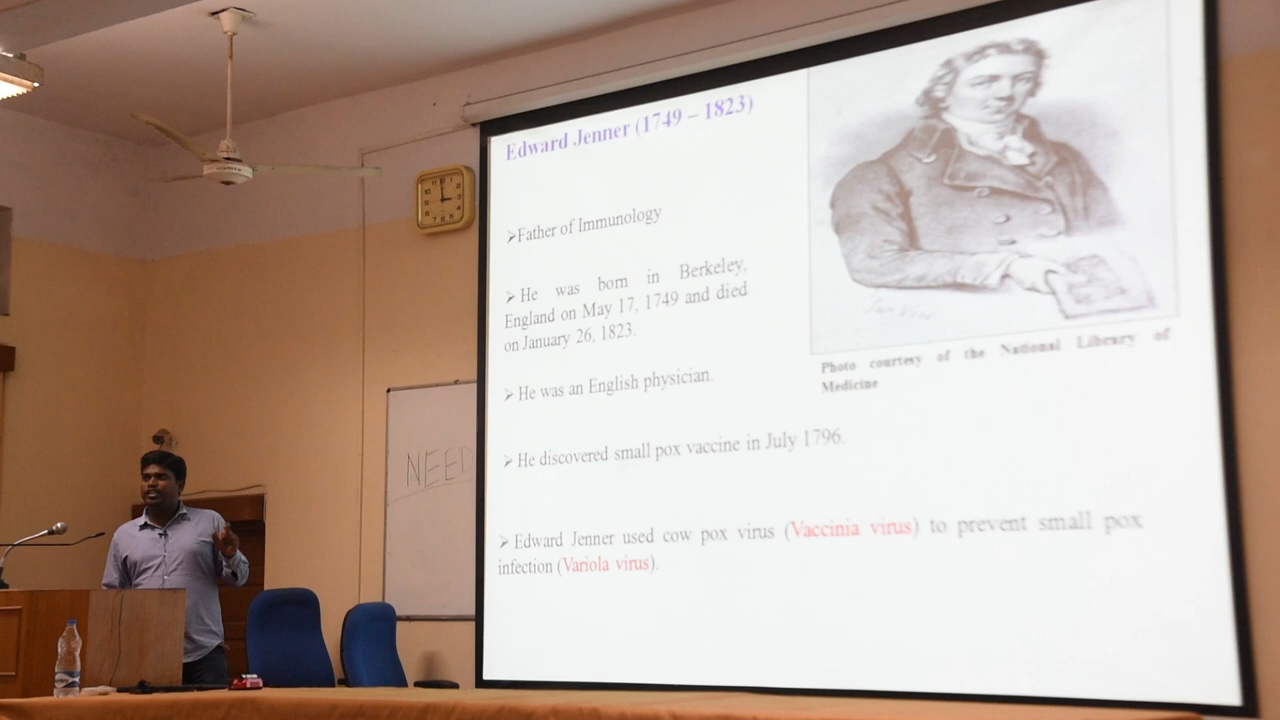 Edward Jenner (1749 – 1823)
➢Father of Immunology
➢He was born in Berkeley,
England on May 17, 1749 and died
on January 26, 1823.
➢He was an English physician.
➢He discovered small pox vaccine in July 1796.
➢Edward Jenner used cow pox virus (Vaccinia virus) to prevent small pox
infection (Variola virus).
Photo courtesy of the National Library of
Medicine
NEED